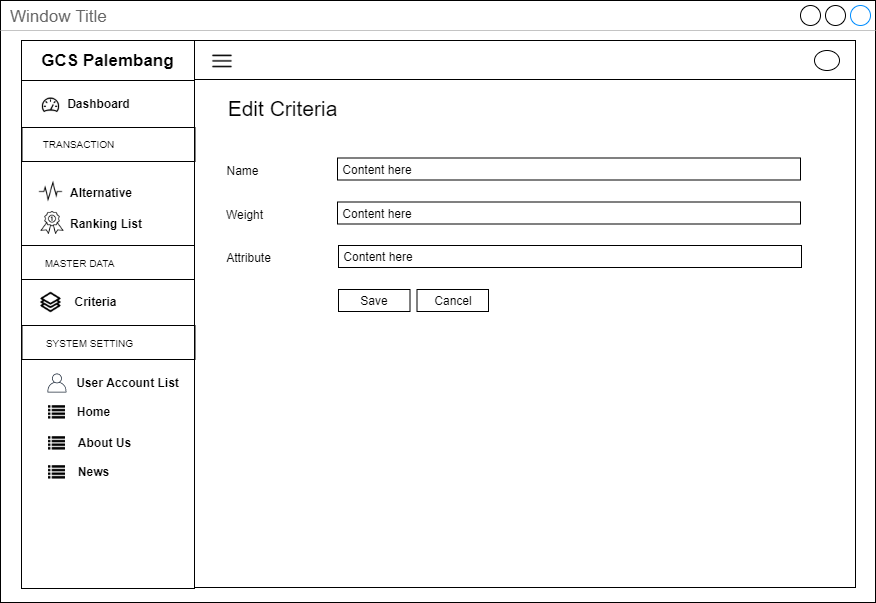 Window Title
GCS Palembang
Dashboard
TRANSACTION
Alternative
Ranking List
MASTER DATA
Criteria
SYSTEM SETTING
User Account List
Home
About Us
News
Edit Criteria
Name
Content here
Weight
Content here
Attribute
Content here
Save
Cancel